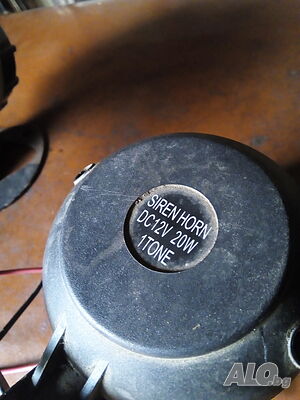 SIREN HORN
DC12V 20W
1TONE
ALO.bg